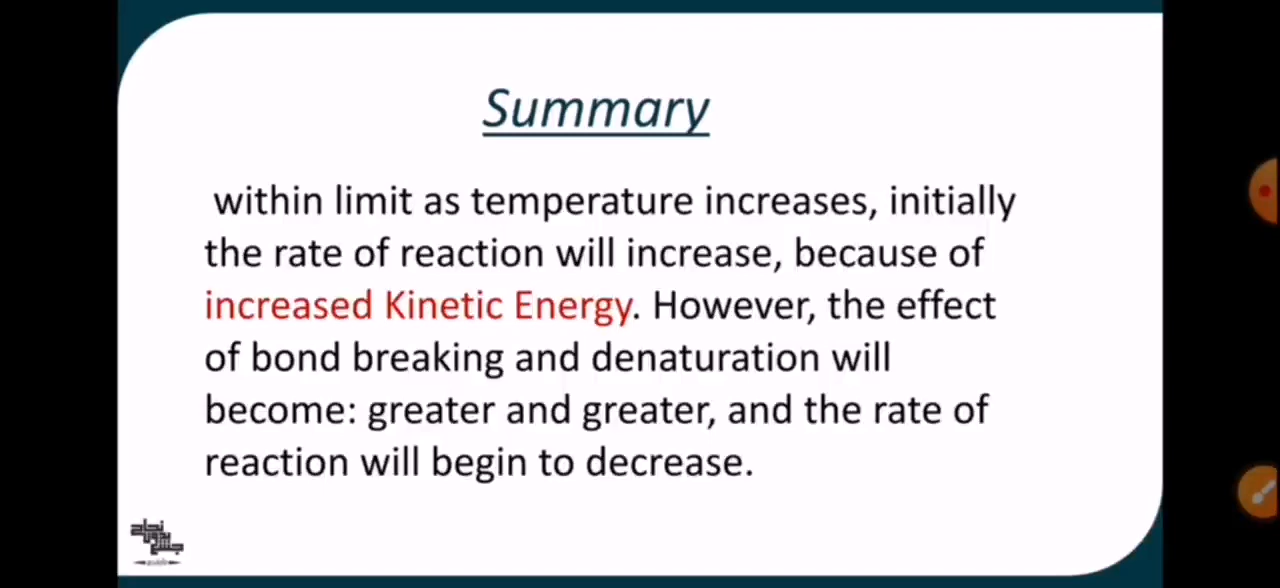 Summary
within limit as temperature increases, initially
the rate of reaction will increase, because of
increased Kinetic Energy. However, the effect
of bond breaking and denaturation will
become: greater and greater, and the rate of
reaction will begin to decrease.